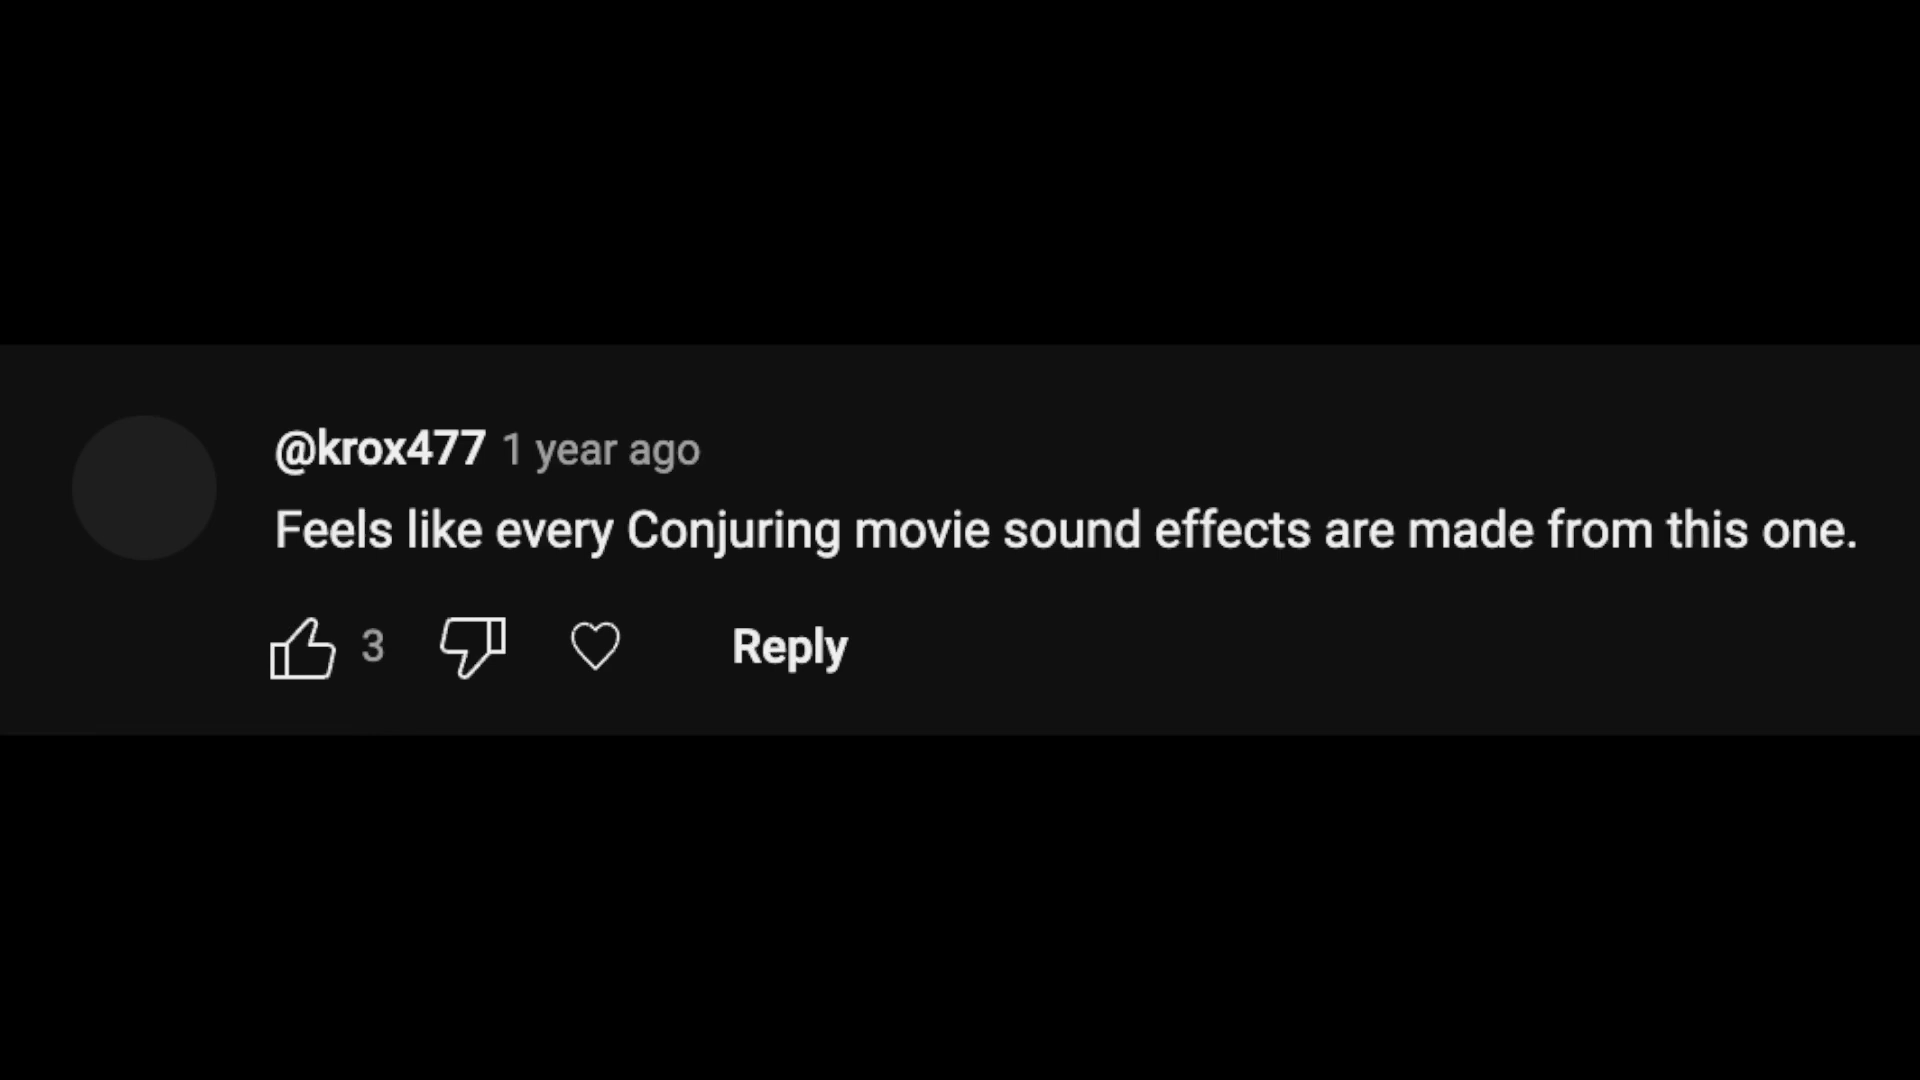 @krox477 1 year ago
Feels like every Conjuring movie sound effects are made from this one.
3 Reply